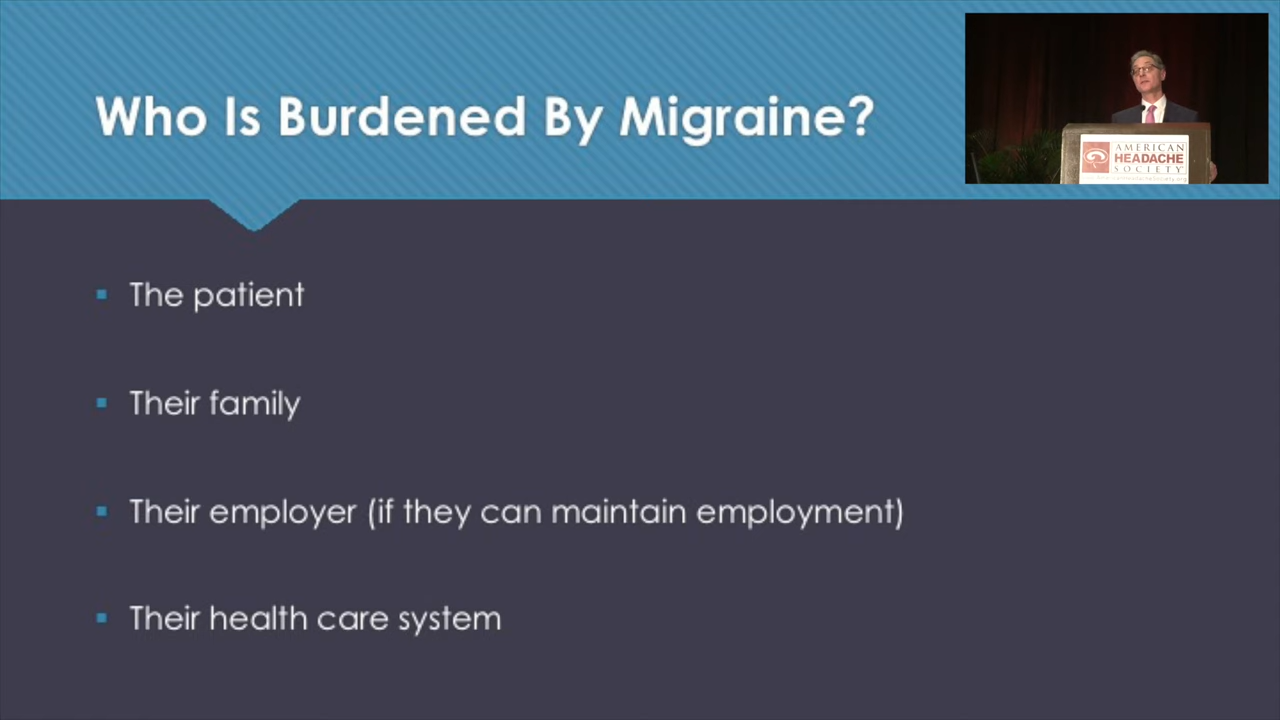 Who Is Burdened By Migraine?
AMERICAN
HEADACHE
SOCIETY
The patient
Their family
Their employer (if they can maintain employment)
Their health care system